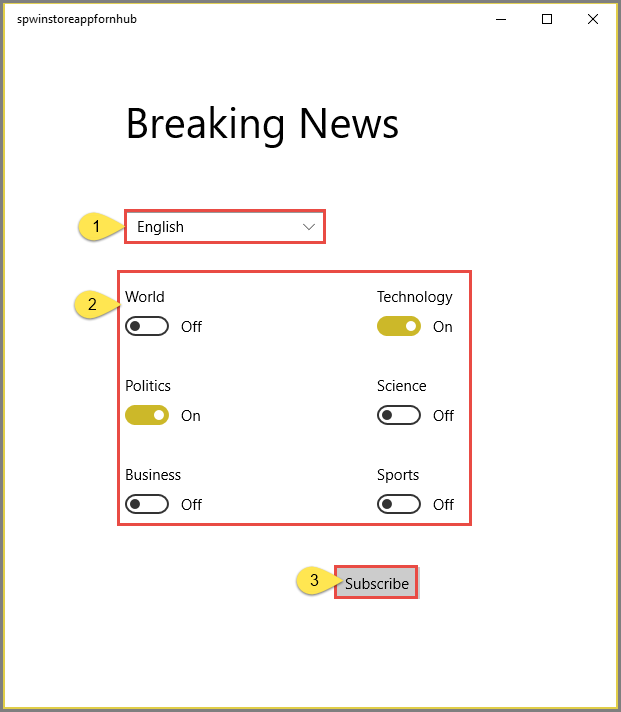 spwinstoreappfornhub
Breaking News
1
English
2
World
Technology
Off
On
Politics
Science
On
Off
Business
Sports
Off
Off
3
Subscribe